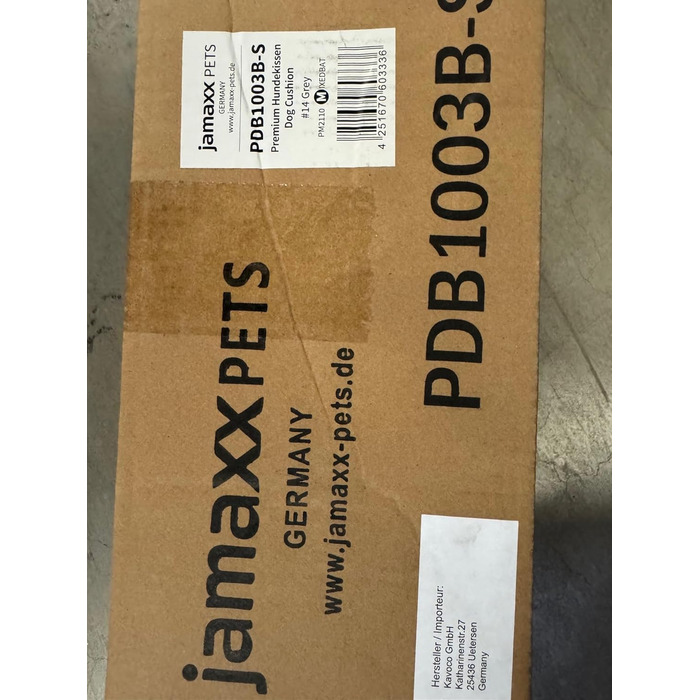 jamaxx PETS
GERMANY
www.jamaxx-pets.de
PDB1003B-S
Premium Hundekissen
Dog Cushion
#14 Grey
PM2110 MIXEDBAT
4 251670 603336
jamaxx PETS
GERMANY
www.jamaxx-pets.de
PDB1003B-S
Hersteller / Importeur:
Kavoco GmbH
Katharinenstr.27
25436 Uetersen
Germany